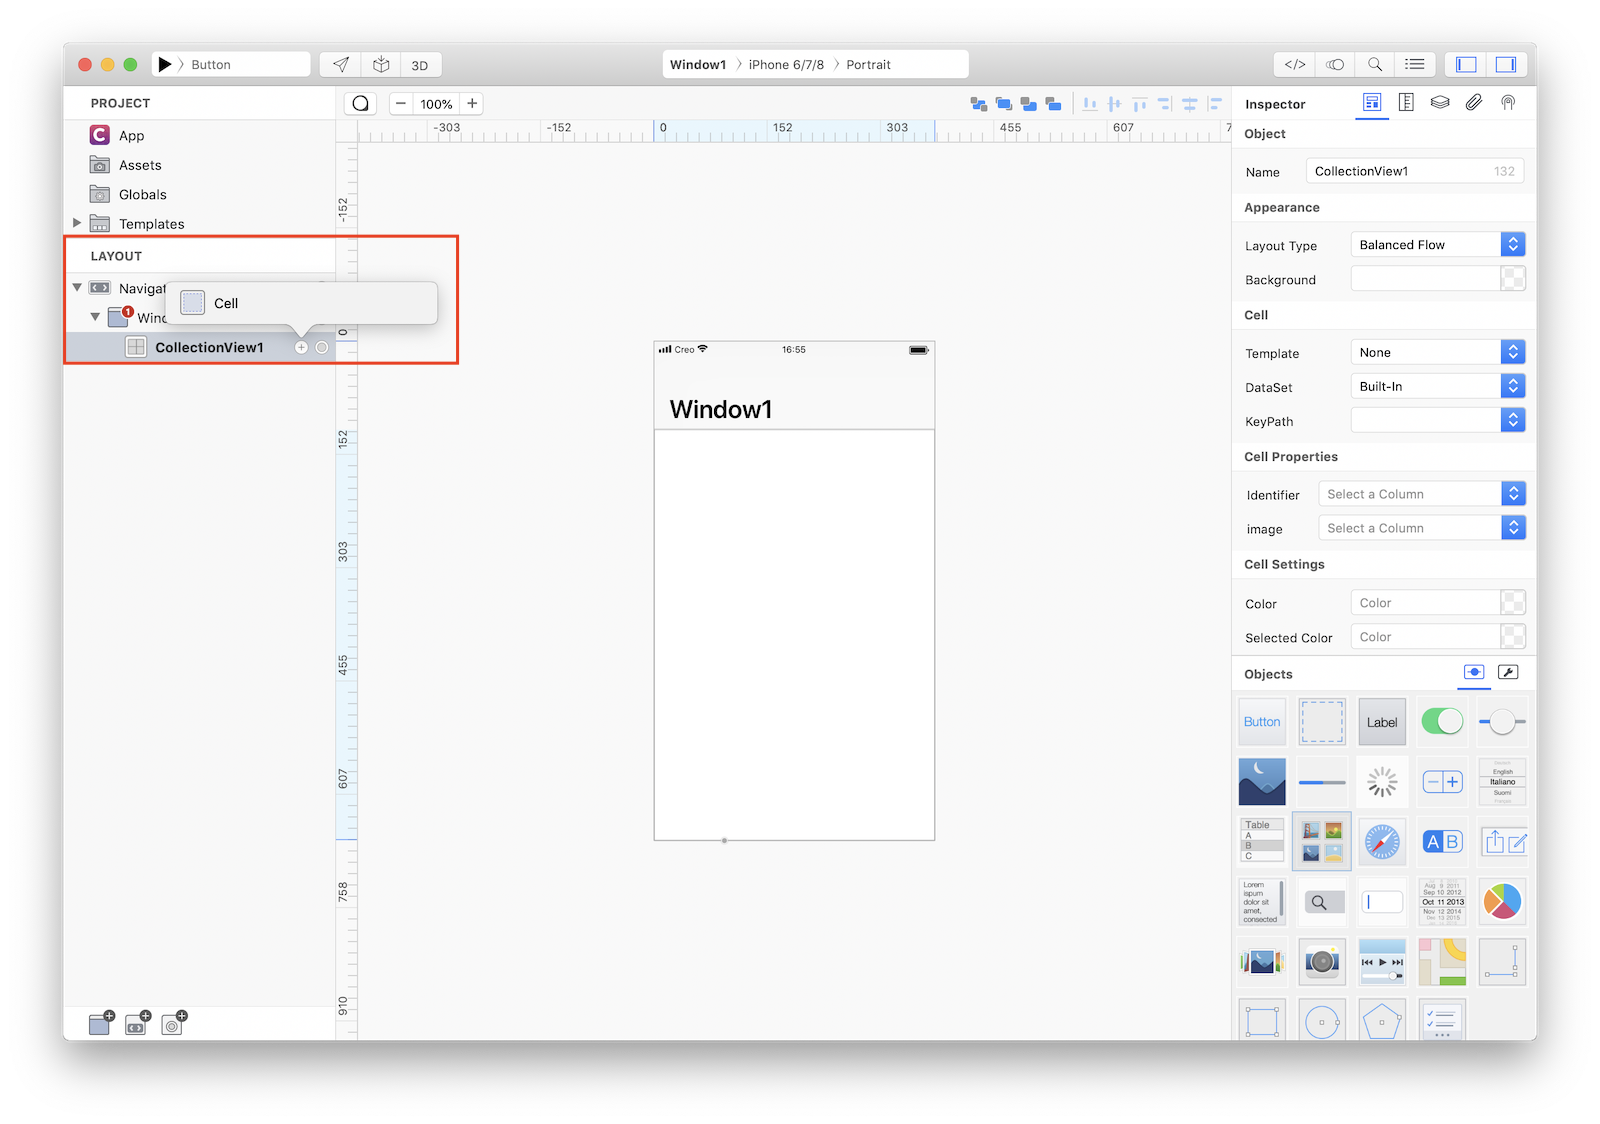 Button
3D
Window1 〉 iPhone 6/7/8 〉 Portrait
PROJECT
App
Assets
Globals
Templates
LAYOUT
Navigat
Cell
1
Wind
CollectionView1
100%
-303 -152 0 152 303 455 607 7
-152
0
152
303
455
607
758
910
Creo 16:55
Window1
Inspector
Object
Name CollectionView1 132
Appearance
Layout Type Balanced Flow
Background
Cell
Template None
DataSet Built-In
KeyPath
Cell Properties
Identifier Select a Column
image Select a Column
Cell Settings
Color Color
Selected Color Color
Objects
Button
Label
English
Italiano
Suomi
Table
A
B
C
A B
Lorem
ispum
dolor sit
amet,
consected
Aug 9 2011
Sep 10 2012
Oct 11 2013
Nov 12 2014
Dec 13 2015